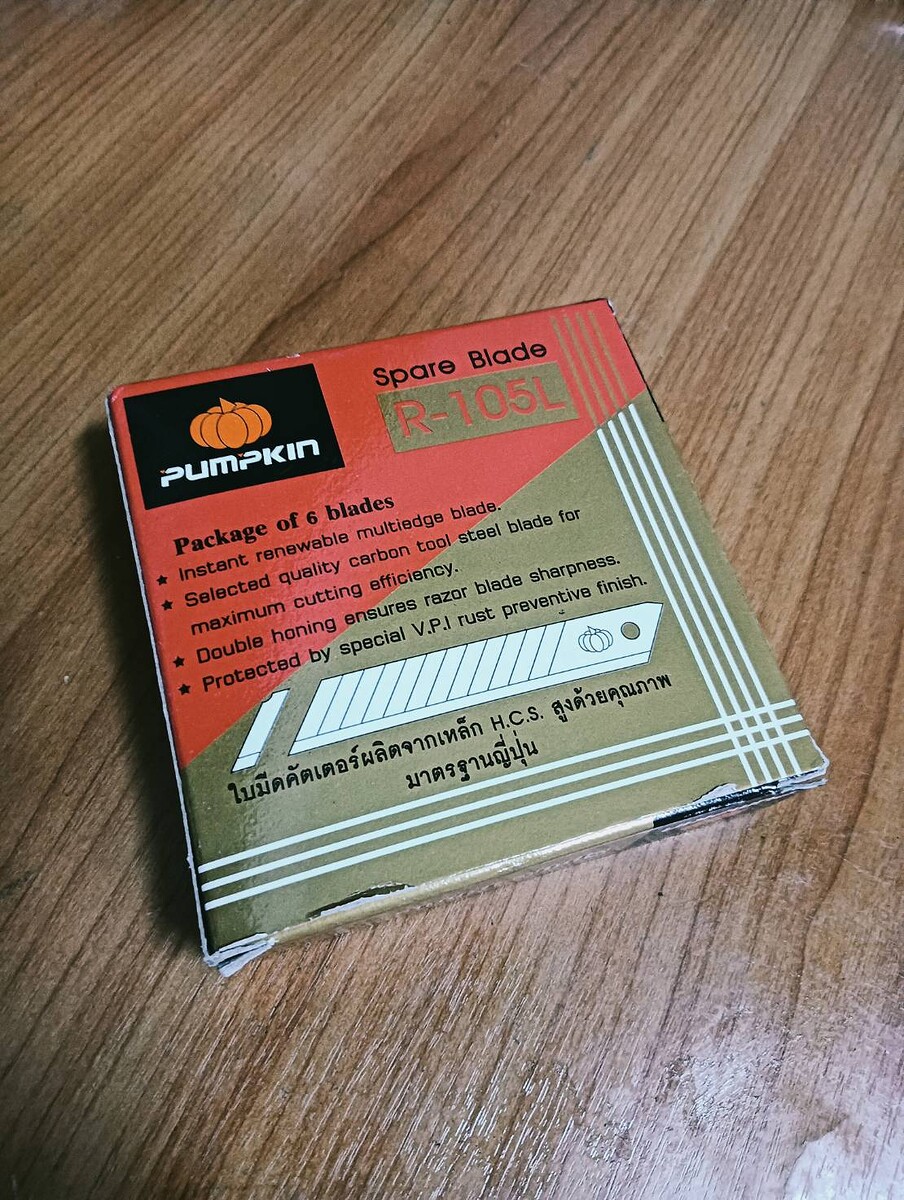 PUMPKIN
Spare Blade
R-105L
Package of 6 blades
★ Instant renewable multiedge blade.
★ Selected quality carbon tool steel blade for
maximum cutting efficiency.
★ Double honing ensures razor blade sharpness.
★ Protected by special V.P.I rust preventive finish.
ใบมีดคัตเตอร์ผลิตจากเหล็ก H.C.S. สูงด้วยคุณภาพ
มาตรฐานญี่ปุ่น